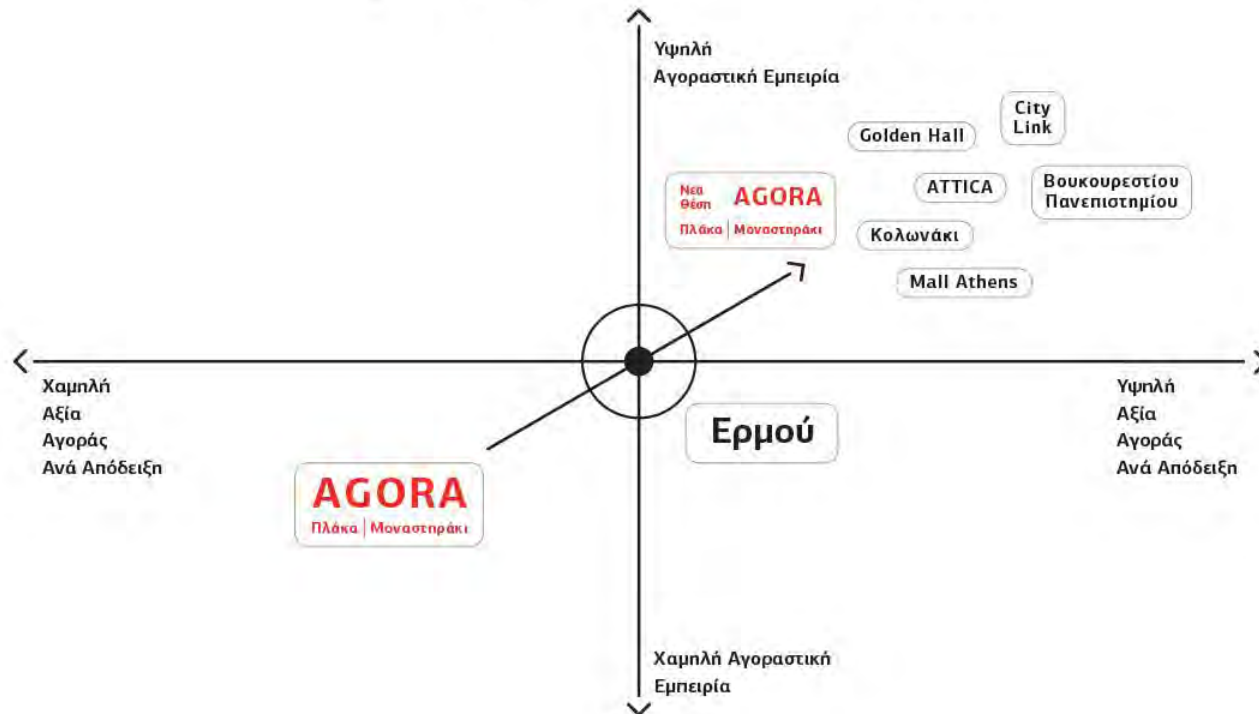 Υψηλή
Αγοραστική Εμπειρία
City
Link
Golden Hall
Νεα
Θέση
AGORA
Πλάκα | Μοναστηράκι
ATTICA
Βουκουρεστίου
Πανεπιστημίου
Κολωνάκι
Mall Athens
Χαμηλή
Αξία
Αγοράς
Ανά Απόδειξη
Υψηλή
Αξία
Αγοράς
Ανά Απόδειξη
Ερμού
AGORA
Πλάκα | Μοναστηράκι
Χαμηλή Αγοραστική
Εμπειρία